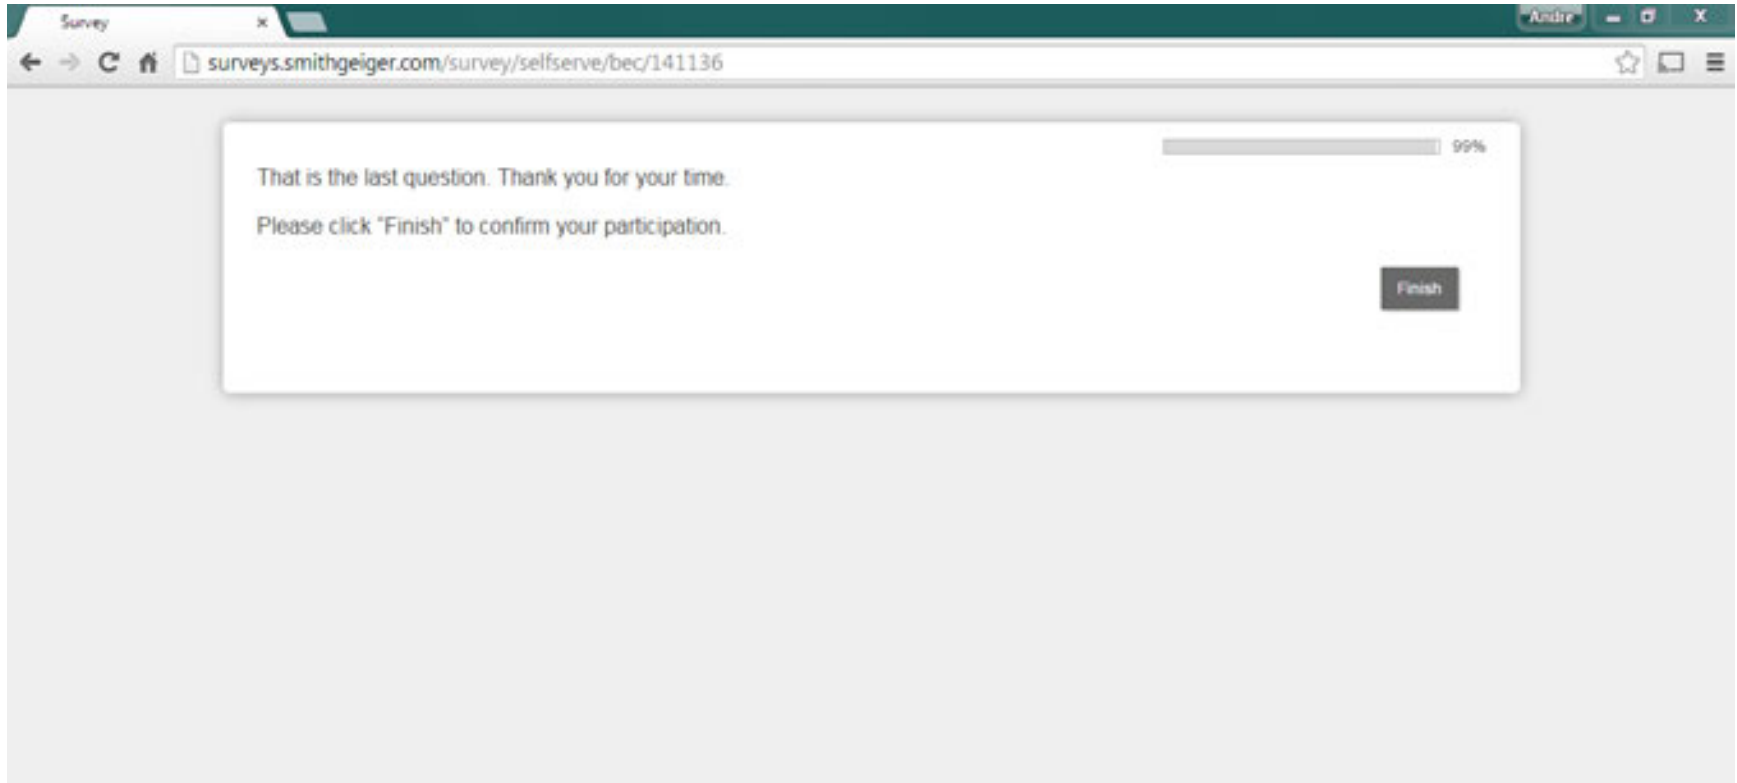 Survey
Andre
surveys.smithgeiger.com/survey/selfserve/bec/141136
99%
That is the last question. Thank you for your time.
Please click "Finish" to confirm your participation.
Finish